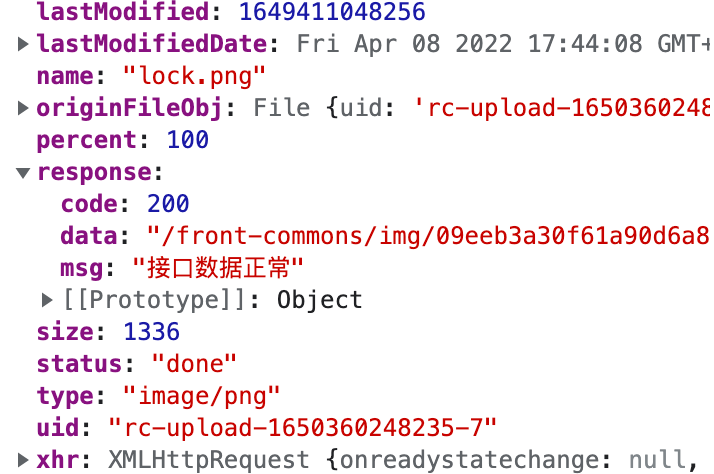 lastModified: 1649411048256
lastModifiedDate: Fri Apr 08 2022 17:44:08 GMT+
name: "lock.png"
originFileObj: File {uid: 'rc-upload-1650360248
percent: 100
response:
code: 200
data: "/front-commons/img/09eeb3a30f61a90d6a8
msg: "接口数据正常"
[[Prototype]]: Object
size: 1336
status: "done"
type: "image/png"
uid: "rc-upload-1650360248235-7"
xhr: XMLHttpRequest {onreadystatechange: null,